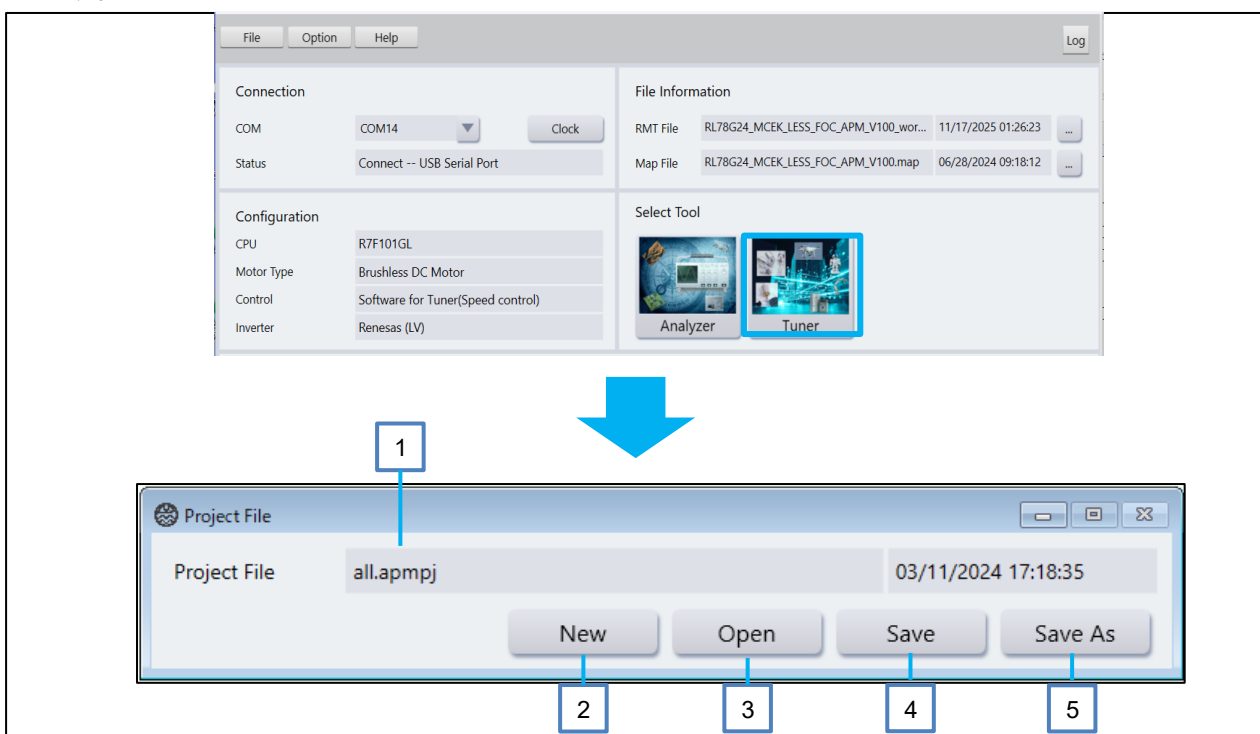 File Option Help Log
Connection
COM COM14 Clock
Status Connect -- USB Serial Port
File Information
RMT File RL78G24_MCEK_LESS_FOC_APM_V100_wor... 11/17/2025 01:26:23 ...
Map File RL78G24_MCEK_LESS_FOC_APM_V100.map 06/28/2024 09:18:12 ...
Configuration
CPU R7F101GL
Motor Type Brushless DC Motor
Control Software for Tuner(Speed control)
Inverter Renesas (LV)
Select Tool
Analyzer Tuner
1
Project File
Project File all.apmpj 03/11/2024 17:18:35
New Open Save Save As
2 3 4 5